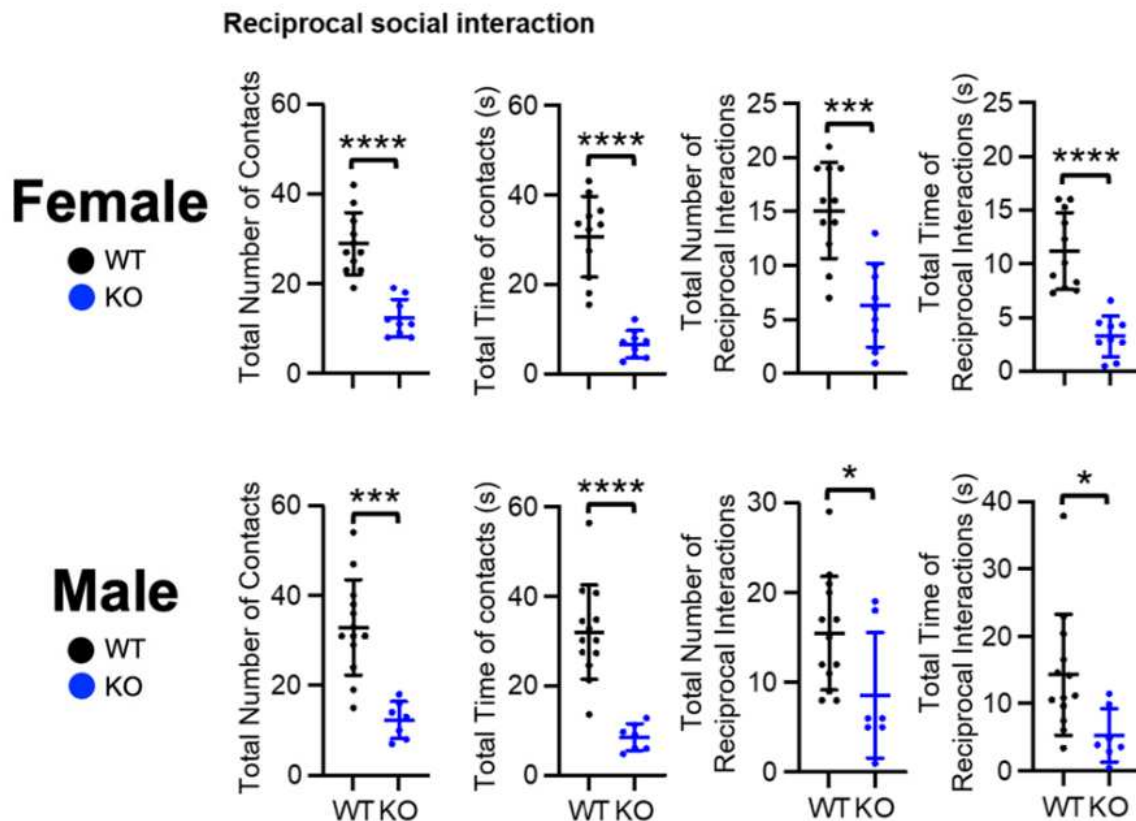 Reciprocal social interaction
Female
WT
KO
Total Number of Contacts
60
40
20
0
****
Total Time of contacts (s)
60
40
20
0
****
Total Number of
Reciprocal Interactions
25
20
15
10
5
0
***
Total Time of
Reciprocal Interactions (s)
25
20
15
10
5
0
****
Male
WT
KO
Total Number of Contacts
60
40
20
0
***
WT KO
Total Time of contacts (s)
60
40
20
0
****
WT KO
Total Number of
Reciprocal Interactions
30
20
10
0
*
WT KO
Total Time of
Reciprocal Interactions (s)
40
30
20
10
0
*
WT KO